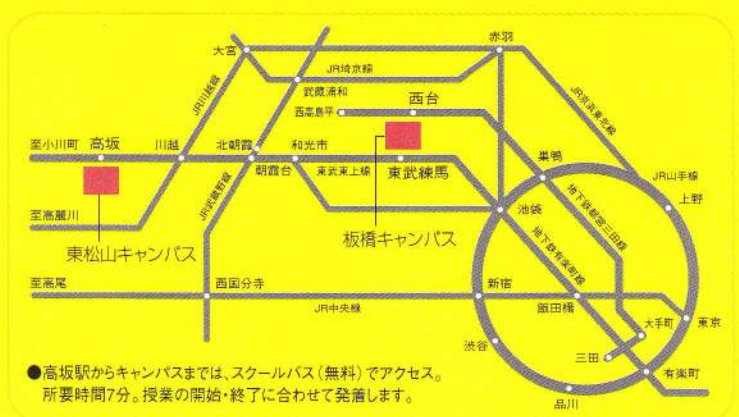 大宮
赤羽
JR埼京線
武蔵浦和
JR川越線
JR京浜東北線
西高島平
西台
至小川町
高坂
川越
北朝霞
和光市
朝霞台
東武東上線
東武練馬
巣鴨
JR山手線
上野
池袋
地下鉄都営三田線
地下鉄有楽町線
JR武蔵野線
至高麗川
東松山キャンパス
板橋キャンパス
至高尾
西国分寺
JR中央線
新宿
飯田橋
大手町
東京
渋谷
三田
有楽町
品川
●高坂駅からキャンパスまでは、スクールバス(無料)でアクセス。
所要時間7分。授業の開始・終了に合わせて発着します。